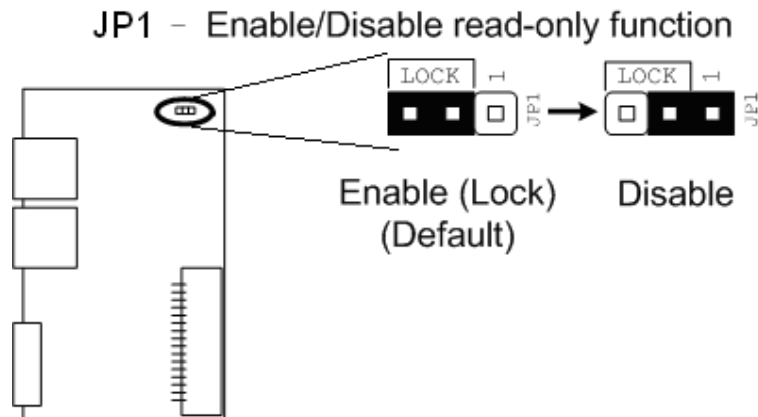 JP1 – Enable/Disable read-only function
LOCK 1
JP1
LOCK 1
JP1
Enable (Lock)
(Default)
Disable